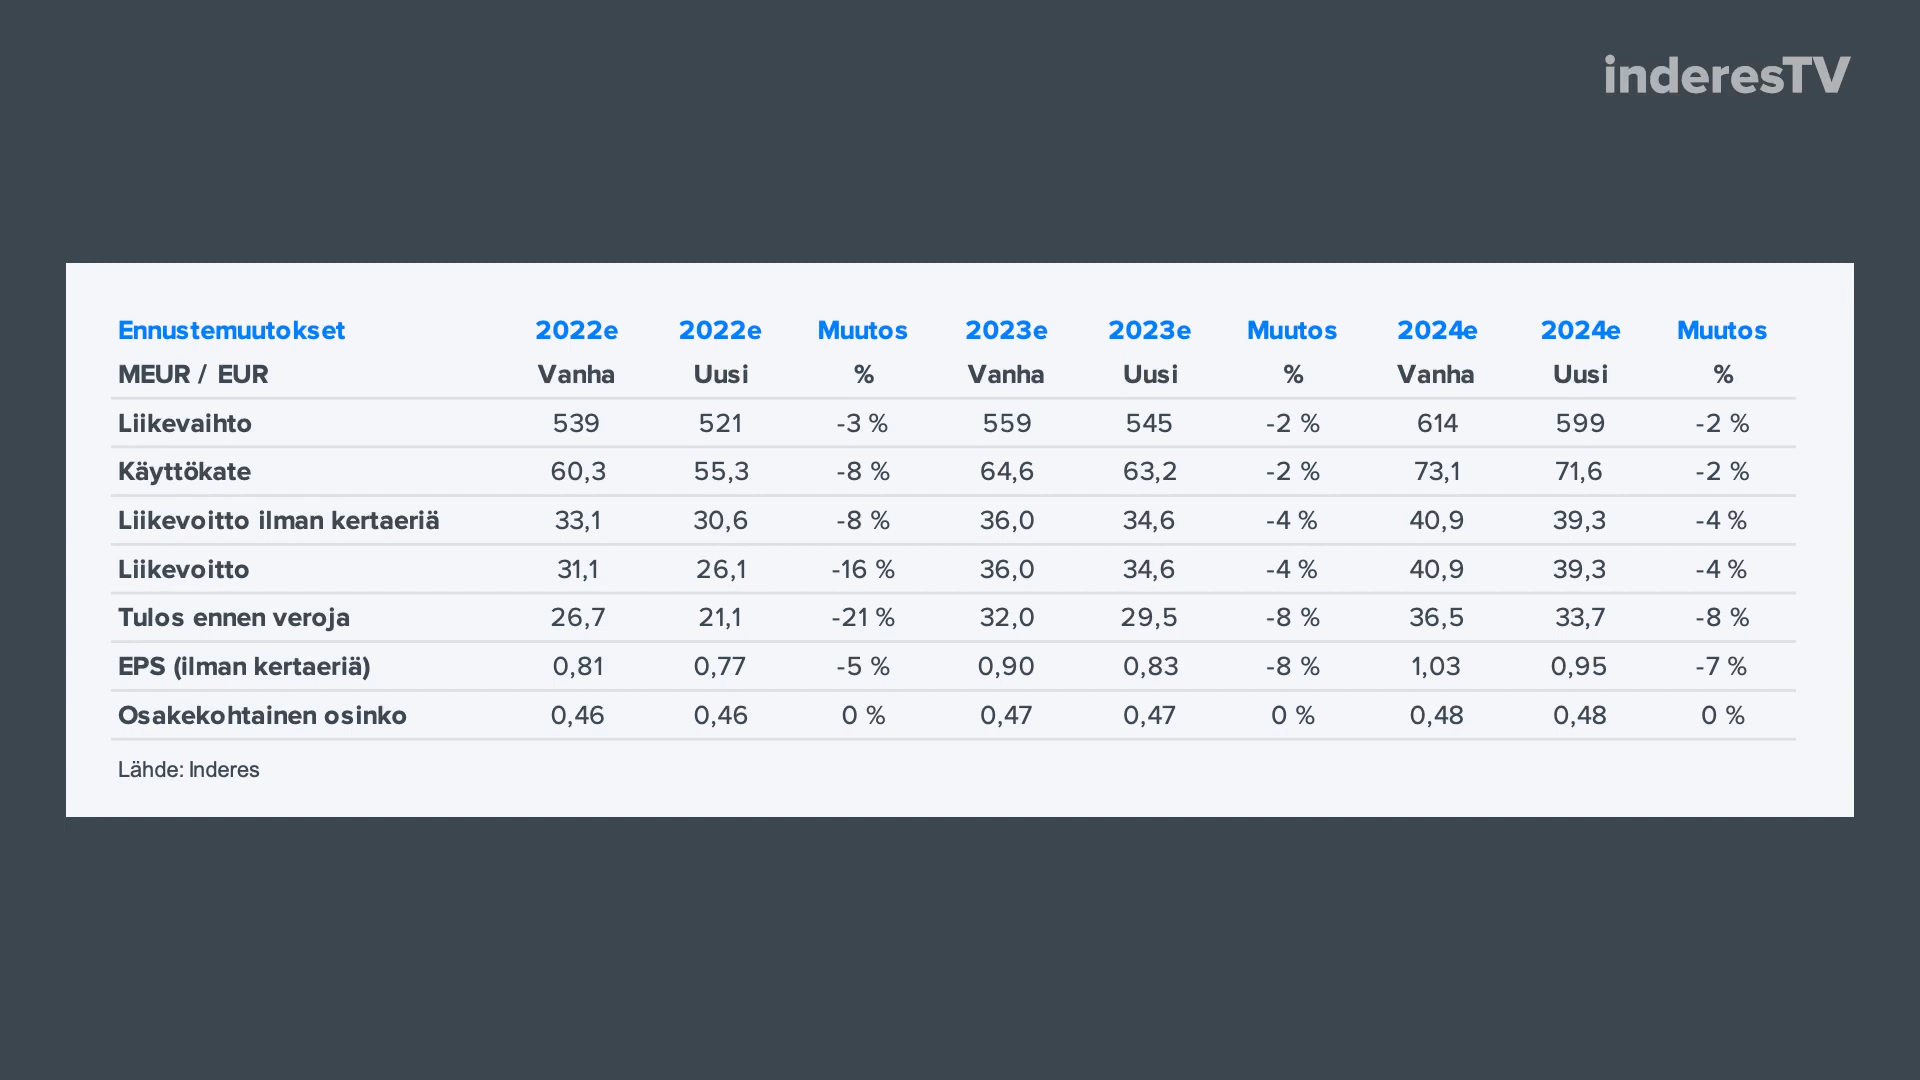 inderesTV
Ennustemuutokset 2022e 2022e Muutos 2023e 2023e Muutos 2024e 2024e Muutos
MEUR / EUR Vanha Uusi % Vanha Uusi % Vanha Uusi %
Liikevaihto 539 521 -3 % 559 545 -2 % 614 599 -2 %
Käyttökate 60,3 55,3 -8 % 64,6 63,2 -2 % 73,1 71,6 -2 %
Liikevoitto ilman kertaeriä 33,1 30,6 -8 % 36,0 34,6 -4 % 40,9 39,3 -4 %
Liikevoitto 31,1 26,1 -16 % 36,0 34,6 -4 % 40,9 39,3 -4 %
Tulos ennen veroja 26,7 21,1 -21 % 32,0 29,5 -8 % 36,5 33,7 -8 %
EPS (ilman kertaeriä) 0,81 0,77 -5 % 0,90 0,83 -8 % 1,03 0,95 -7 %
Osakekohtainen osinko 0,46 0,46 0 % 0,47 0,47 0 % 0,48 0,48 0 %
Lähde: Inderes